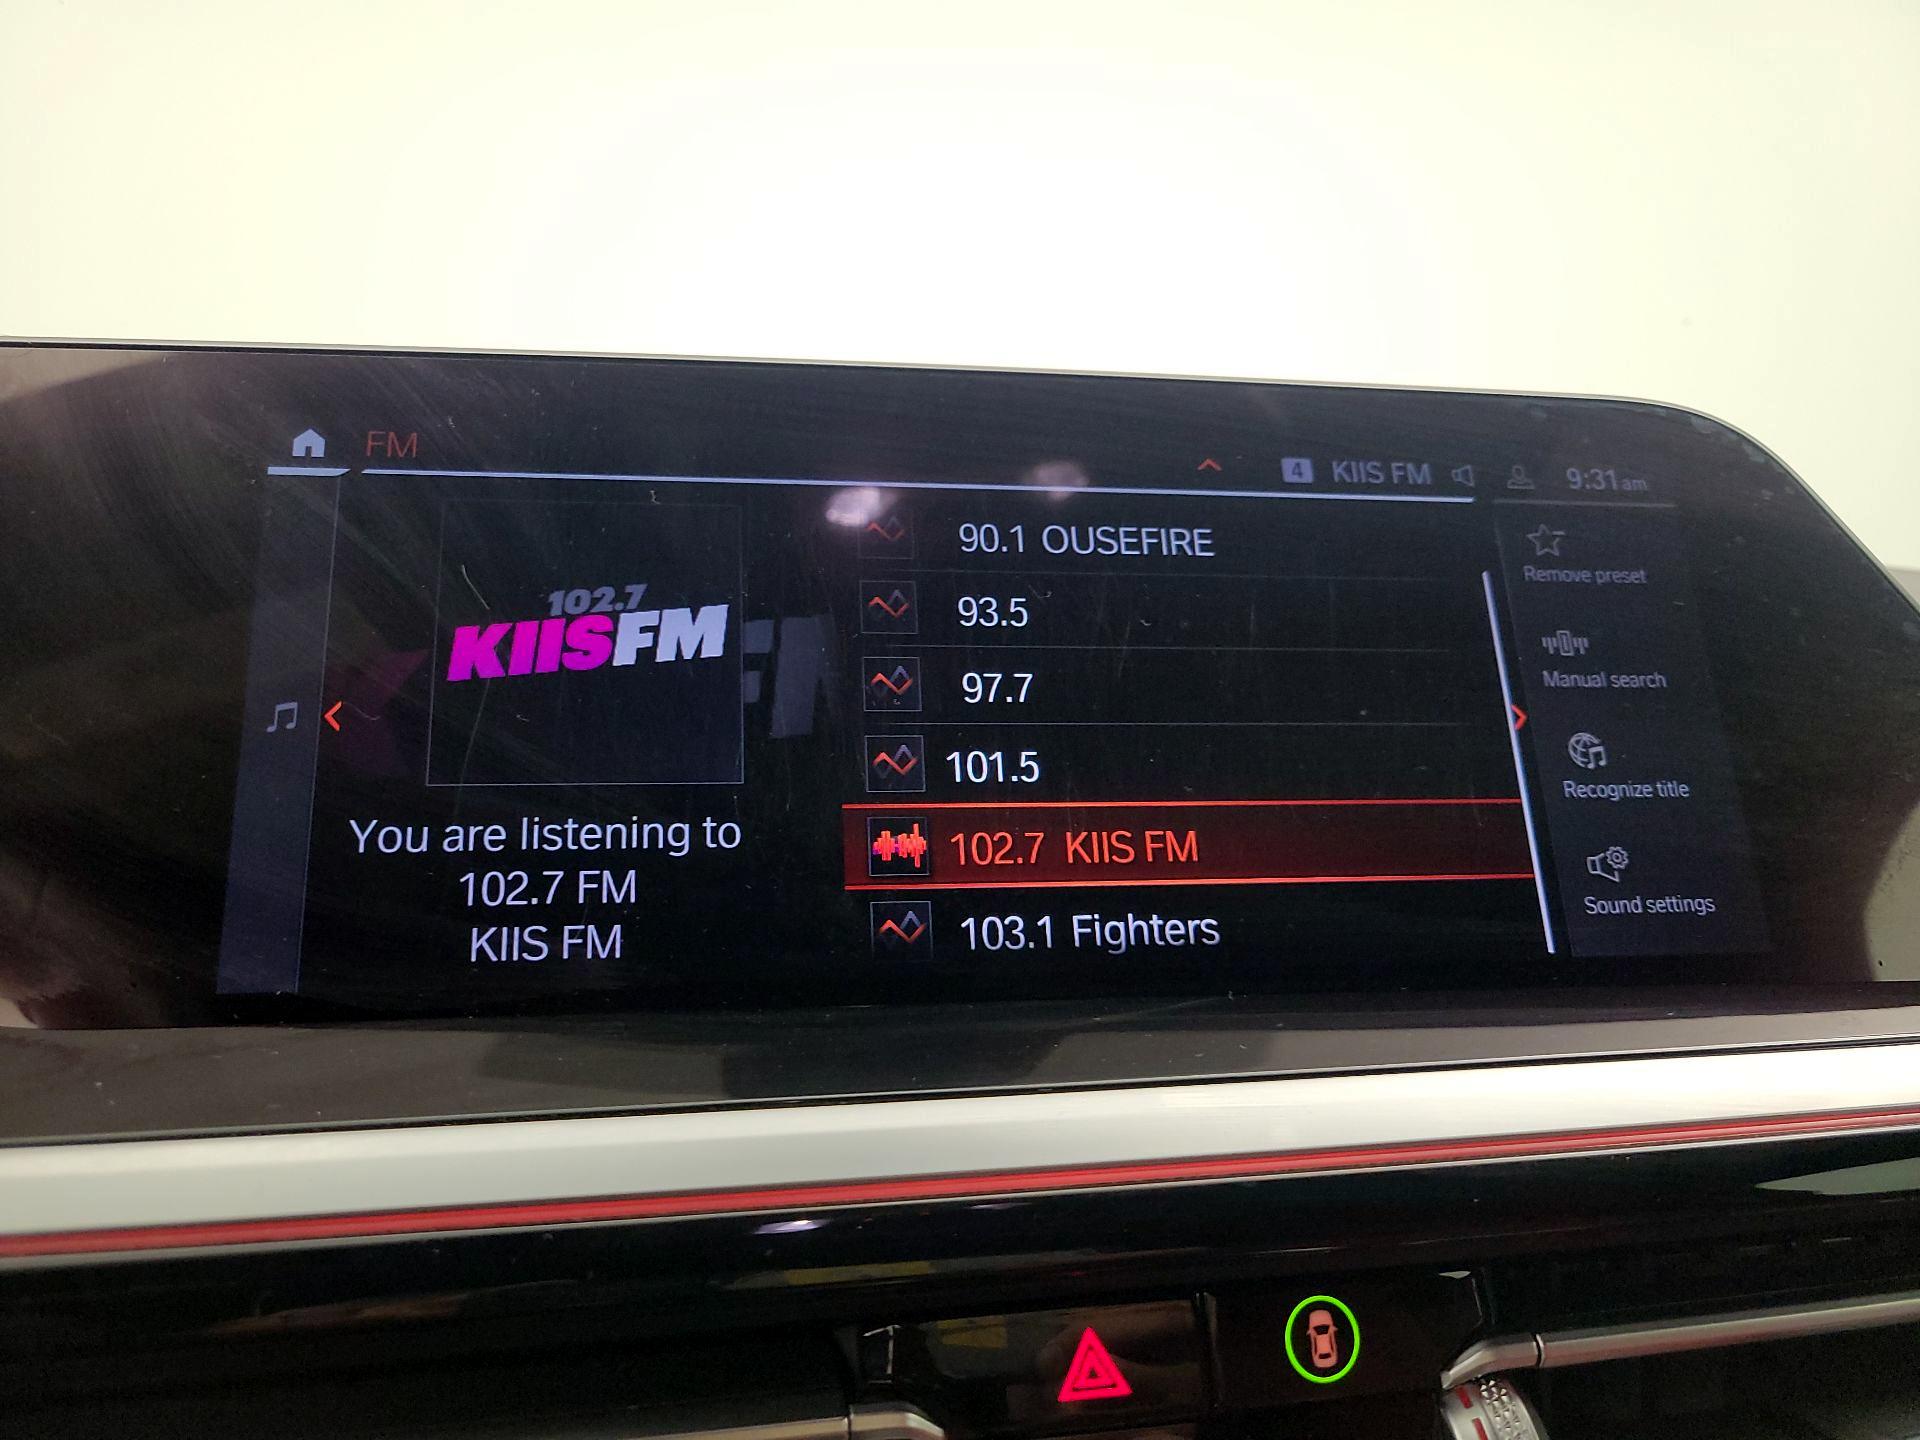 FM
4 KIIS FM 9:31am
102.7
KIISFM
You are listening to
102.7 FM
KIIS FM
90.1 OUSEFIRE
93.5
97.7
101.5
102.7 KIIS FM
103.1 Fighters
Remove preset
Manual search
Recognize title
Sound settings